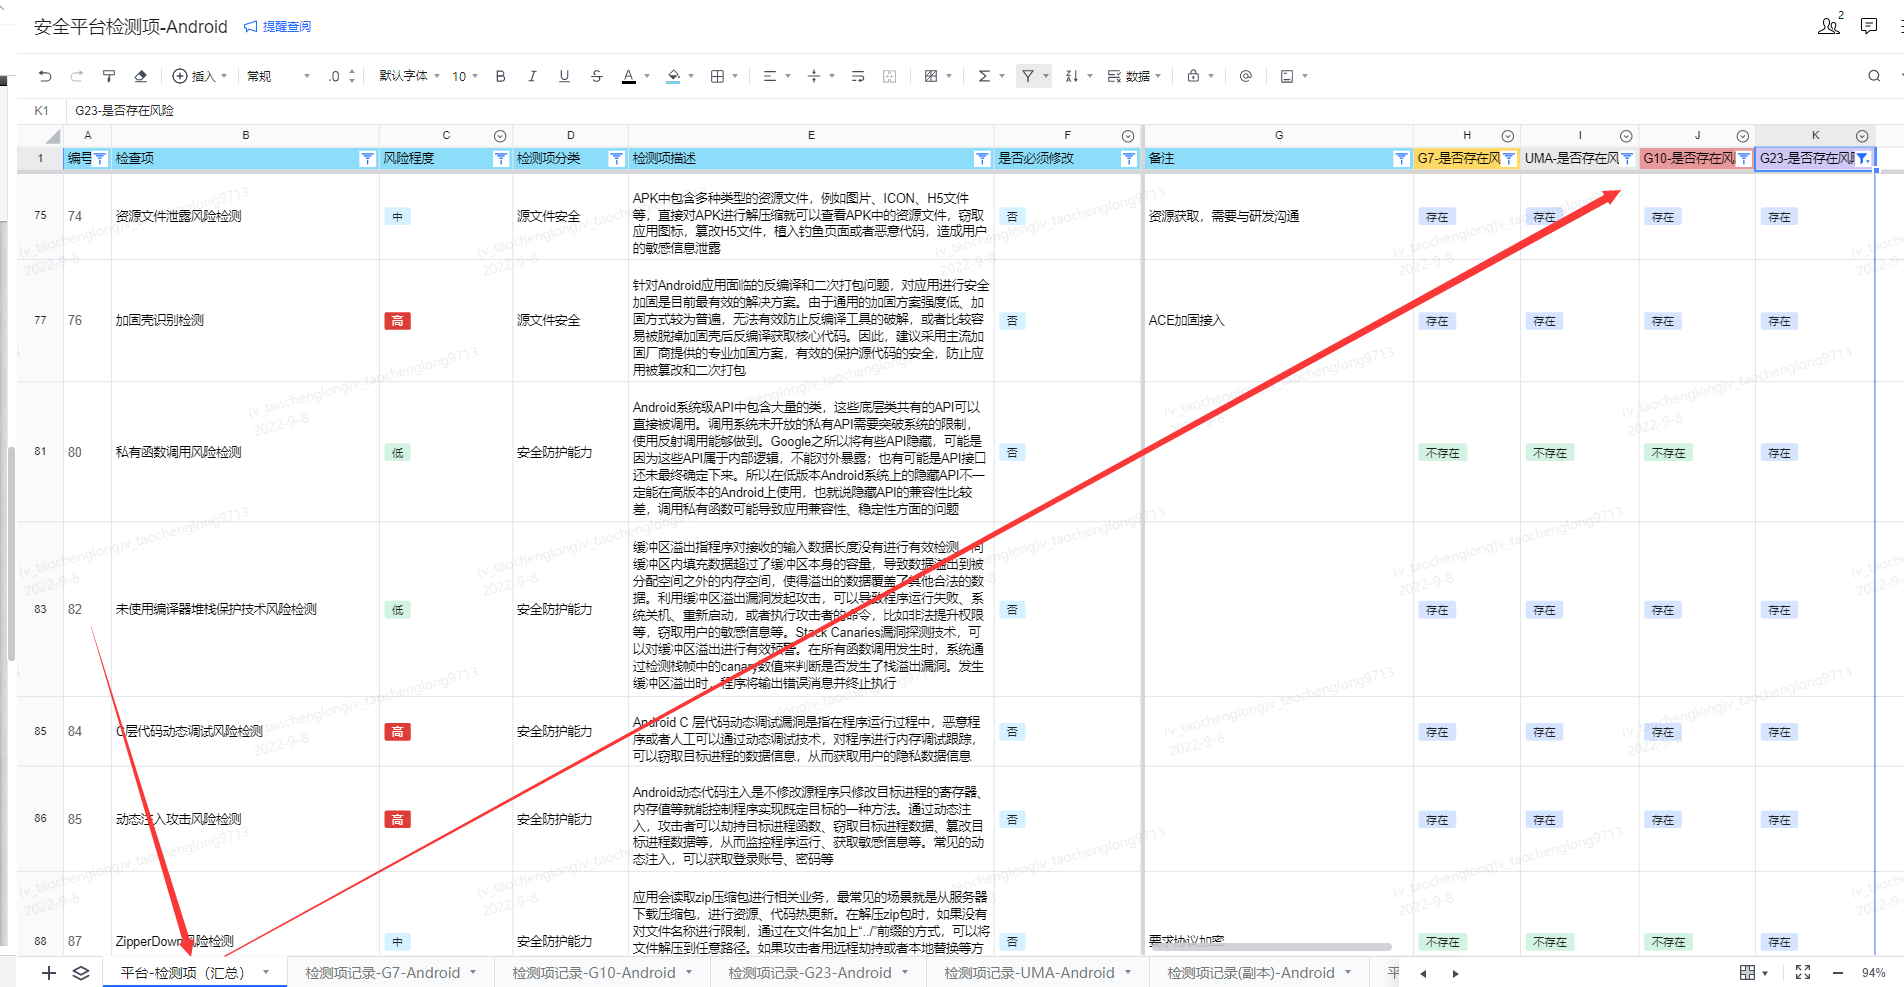 安全平台检测项-Android 提醒查阅
2
插入 常规 .0 默认字体 10 B I U S A 数据
K1 G23-是否存在风险
A B C D E F G H I J K
1 编号 检查项 风险程度 检测项分类 检测项描述 是否必须修改 备注 G7-是否存在风 UMA-是否存在风 G10-是否存在风 G23-是否存在风
75 74 资源文件泄露风险检测 中 源文件安全
APK中包含多种类型的资源文件，例如图片、ICON、H5文件
等，直接对APK进行解压缩就可以查看APK中的资源文件，窃取
应用图标，篡改H5文件，植入钓鱼页面或者恶意代码，造成用户
的敏感信息泄露
否 资源获取，需要与研发沟通 存在 存在 存在 存在
77 76 加固壳识别检测 高 源文件安全
针对Android应用面临的反编译和二次打包问题，对应用进行安全
加固是目前最有效的解决方案。由于通用的加固方案强度低、加
固方式较为普遍，无法有效防止反编译工具的破解，或者比较容
易被脱掉加固壳后反编译获取核心代码。因此，建议采用主流加
固厂商提供的专业加固方案，有效的保护源代码的安全，防止应
用被篡改和二次打包
否 ACE加固接入 存在 存在 存在 存在
81 80 私有函数调用风险检测 低 安全防护能力
Android系统级API中包含大量的类，这些底层类共有的API可以
直接被调用。调用系统未开放的私有API需要突破系统的限制，
使用反射调用能够做到。Google之所以将有些API隐藏，可能是
因为这些API属于内部逻辑，不能对外暴露；也有可能是API接口
还未最终确定下来。所以在低版本Android系统上的隐藏API不一
定能在高版本的Android上使用，也就说隐藏API的兼容性比较
差，调用私有函数可能导致应用兼容性、稳定性方面的问题
否 不存在 不存在 不存在 存在
83 82 未使用编译器堆栈保护技术风险检测 低 安全防护能力
缓冲区溢出指程序对接收的输入数据长度没有进行有效检测，向
缓冲区内填充数据超过了缓冲区本身的容量，导致数据溢出到被
分配空间之外的内存空间，使得溢出的数据覆盖了其他合法的数
据。利用缓冲区溢出漏洞发起攻击，可以导致程序运行失败、系
统关机、重新启动，或者执行攻击者的命令，比如非法提升权限
等，窃取用户的敏感信息等。Stack Canaries漏洞探测技术，可
以对缓冲区溢出进行有效预警。在所有函数调用发生时，系统通
过检测栈帧中的canary数值来判断是否发生了栈溢出漏洞。发生
缓冲区溢出时，程序将输出错误消息并终止执行
否 存在 存在 存在 存在
85 84 C层代码动态调试风险检测 高 安全防护能力
Android C 层代码动态调试漏洞是指在程序运行过程中，恶意程
序或者人工可以通过动态调试技术，对程序进行内存调试跟踪，
可以窃取目标进程的数据信息，从而获取用户的隐私数据信息
否 存在 存在 存在 存在
86 85 动态注入攻击风险检测 高 安全防护能力
Android动态代码注入是不修改源程序只修改目标进程的寄存器、
内存值等就能控制程序实现既定目标的一种方法。通过动态注
入，攻击者可以劫持目标进程函数、窃取目标进程数据、篡改目
标进程数据等，从而监控程序运行、获取敏感信息等。常见的动
态注入，可以获取登录账号、密码等
否 存在 存在 存在 存在
88 87 ZipperDown风险检测 中 安全防护能力
应用会读取zip压缩包进行相关业务，最常见的场景就是从服务器
下载压缩包，进行资源、代码热更新。在解压zip包时，如果没有
对文件名称进行限制，通过在文件名加上“../”前缀的方式，可以将
文件解压到任意路径。如果攻击者用远程劫持或者本地替换等方
否 要求协议加密 不存在 不存在 不存在 存在
平台-检测项（汇总） 检测项记录-G7-Android 检测项记录-G10-Android 检测项记录-G23-Android 检测项记录-UMA-Android 检测项记录(副本)-Android 94%
(v_taochenglong)v_taochenglong9713
2022-9-8